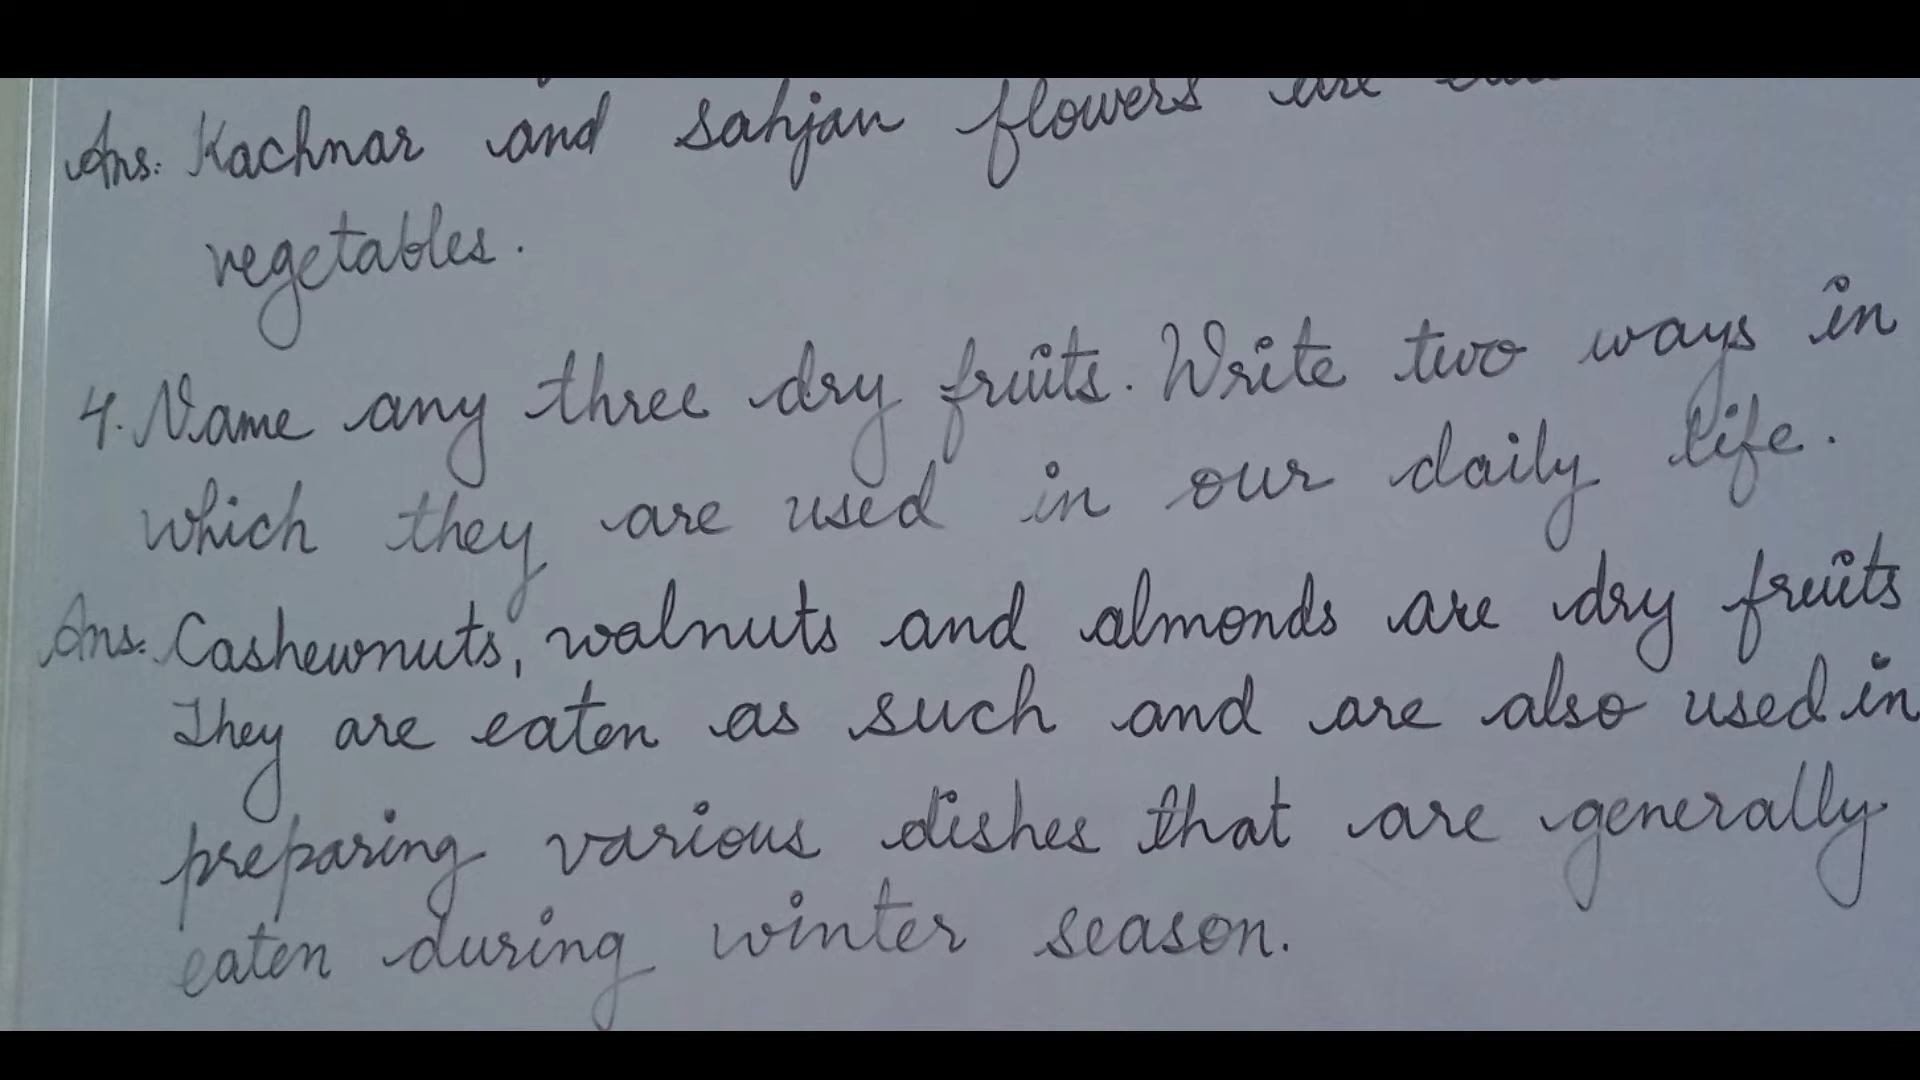 Ans. Kachnar and sahjan flowers are
vegetables.
4. Name any three dry fruits. Write two ways in
which they are used in our daily life.
Ans. Cashewnuts, walnuts and almonds are dry fruits
They are eaten as such and are also used in
preparing various dishes that are generally
eaten during winter season.